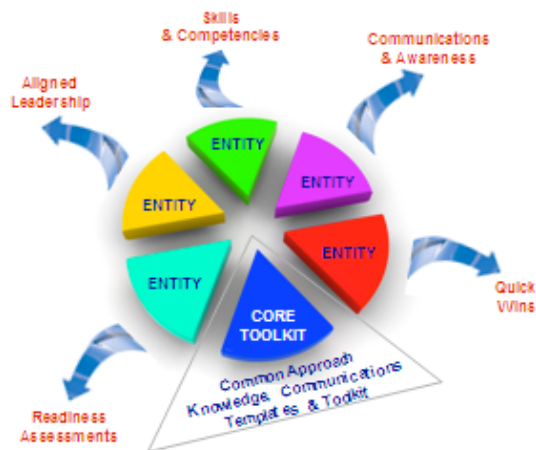 Skills
& Competencies
Communications
& Awareness
Aligned
Leadership
ENTITY
ENTITY
ENTITY
ENTITY
ENTITY
CORE
TOOLKIT
Quick
Wins
Common Approach
Knowledge, Communications
Templates & Toolkit
Readiness
Assessments